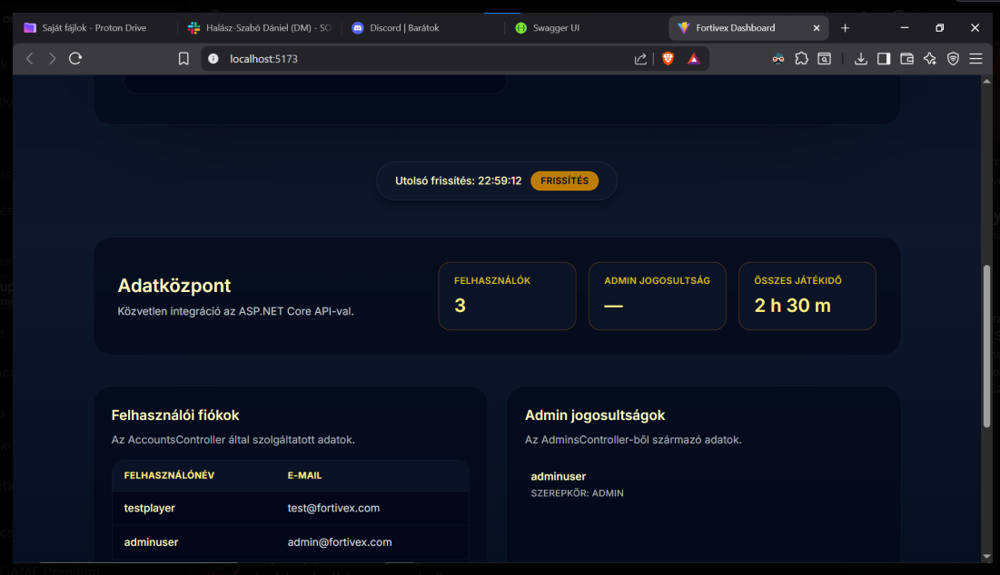 Saját fájlok - Proton Drive
Halász-Szabó Dániel (DM) - SO
Discord | Barátok
Swagger UI
Fortivex Dashboard
localhost:5173
Utolsó frissítés: 22:59:12 FRISSÍTÉS
Adatközpont
Közvetlen integráció az ASP.NET Core API-val.
FELHASZNÁLÓK
3
ADMIN JOGOSULTSÁG
—
ÖSSZES JÁTÉKIDŐ
2 h 30 m
Felhasználói fiókok
Az AccountsController által szolgáltatott adatok.
FELHASZNÁLÓNÉV E-MAIL
testplayer test@fortivex.com
adminuser admin@fortivex.com
Admin jogosultságok
Az AdminsController-ből származó adatok.
adminuser
SZEREPKÖR: ADMIN
GAME Premium